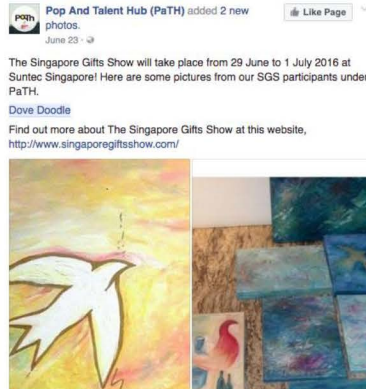 PaTH
Pop And Talent Hub (PaTH) added 2 new
photos.
Like Page
June 23 ·
The Singapore Gifts Show will take place from 29 June to 1 July 2016 at
Suntec Singapore! Here are some pictures from our SGS participants under
PaTH.
Dove Doodle
Find out more about The Singapore Gifts Show at this website,
http://www.singaporegiftsshow.com/